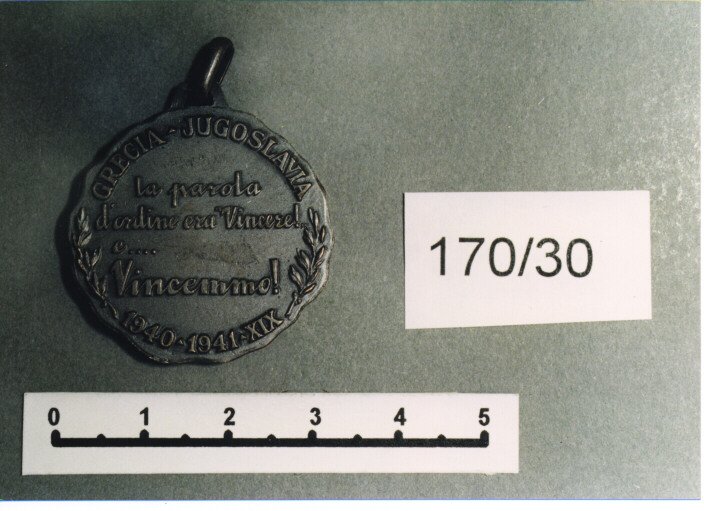 GRECIA - JUGOSLAVIA
la parola
d'ordine era "Vincere!"
e....
Vincemmo!
1940 - 1941 - XIX
170/30
0 1 2 3 4 5